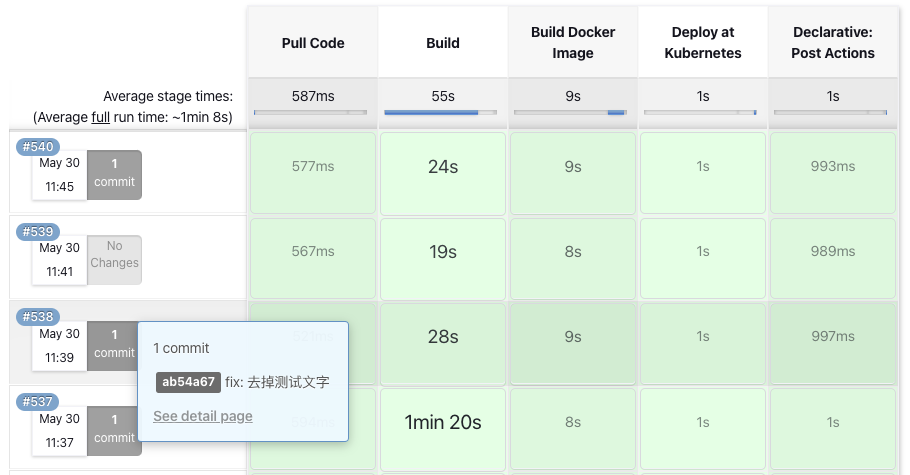 Pull Code
Build
Build Docker
Image
Deploy at
Kubernetes
Declarative:
Post Actions
Average stage times:
(Average full run time: ~1min 8s)
587ms
55s
9s
1s
1s
#540
May 30
11:45
1
commit
577ms
24s
9s
1s
993ms
#539
May 30
11:41
No
Changes
567ms
19s
8s
1s
989ms
#538
May 30
11:39
1
commit
28s
9s
1s
997ms
1 commit
ab54a67 fix: 去掉测试文字
See detail page
#537
May 30
11:37
1
commit
1min 20s
8s
1s
1s